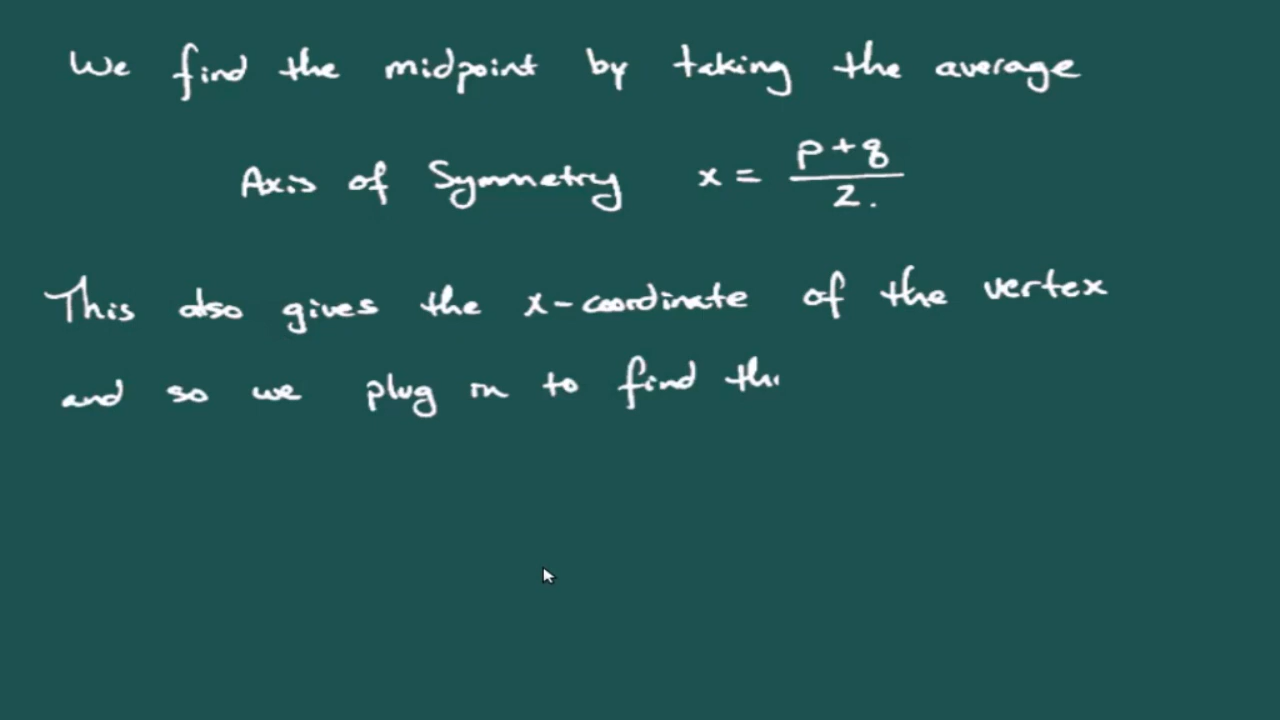 We find the midpoint by taking the average
Axis of Symmetry x = (p+q)/2.
This also gives the x-coordinate of the vertex
and so we plug in to find the